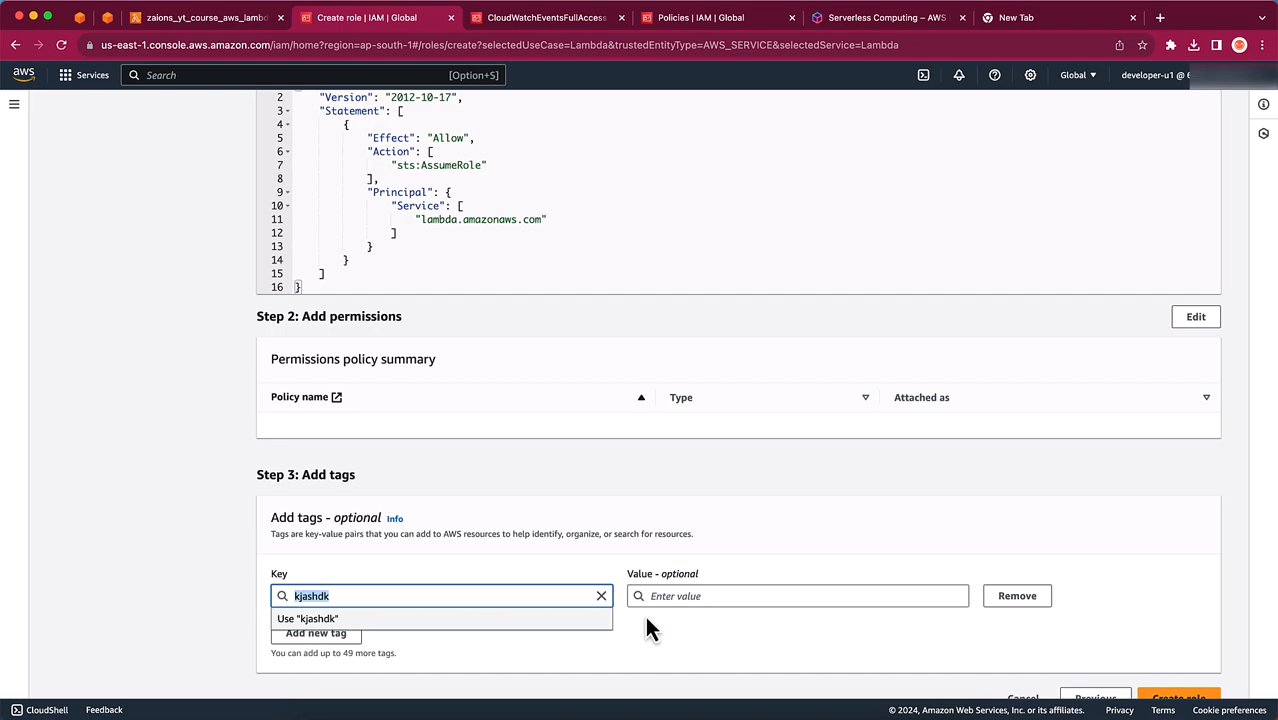 zaions_yt_course_aws_lamb
Create role | IAM | Global
CloudWatchEventsFullAccess
Policies | IAM | Global
Serverless Computing – AWS
New Tab
us-east-1.console.aws.amazon.com/iam/home?region=ap-south-1#/roles/create?selectedUseCase=Lambda&trustedEntityType=AWS_SERVICE&selectedService=Lambda
aws
Services
Search
[Option+S]
Global
developer-u1 @
2 "Version": "2012-10-17",
3 "Statement": [
4 {
5 "Effect": "Allow",
6 "Action": [
7 "sts:AssumeRole"
8 ],
9 "Principal": {
10 "Service": [
11 "lambda.amazonaws.com"
12 ]
13 }
14 }
15 ]
16 }
Step 2: Add permissions
Edit
Permissions policy summary
Policy name
Type
Attached as
Step 3: Add tags
Add tags - optional Info
Tags are key-value pairs that you can add to AWS resources to help identify, organize, or search for resources.
Key
Value - optional
kjashdk
Enter value
Remove
Use "kjashdk"
Add new tag
You can add up to 49 more tags.
Cancel
Previous
Create role
CloudShell
Feedback
© 2024, Amazon Web Services, Inc. or its affiliates.
Privacy
Terms
Cookie preferences